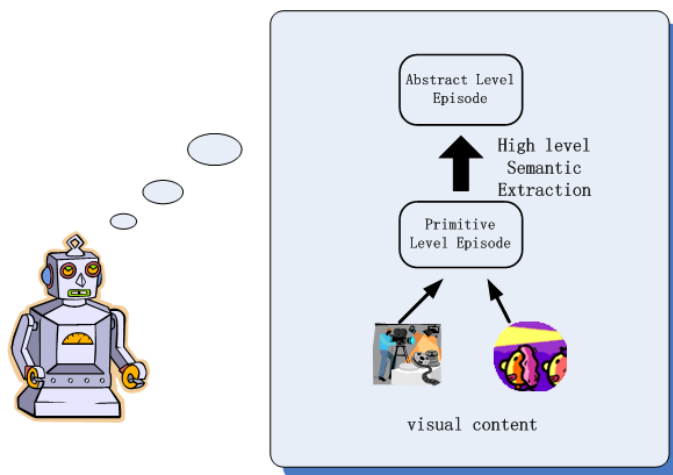 Abstract Level
Episode
High level
Semantic
Extraction
Primitive
Level Episode
visual content